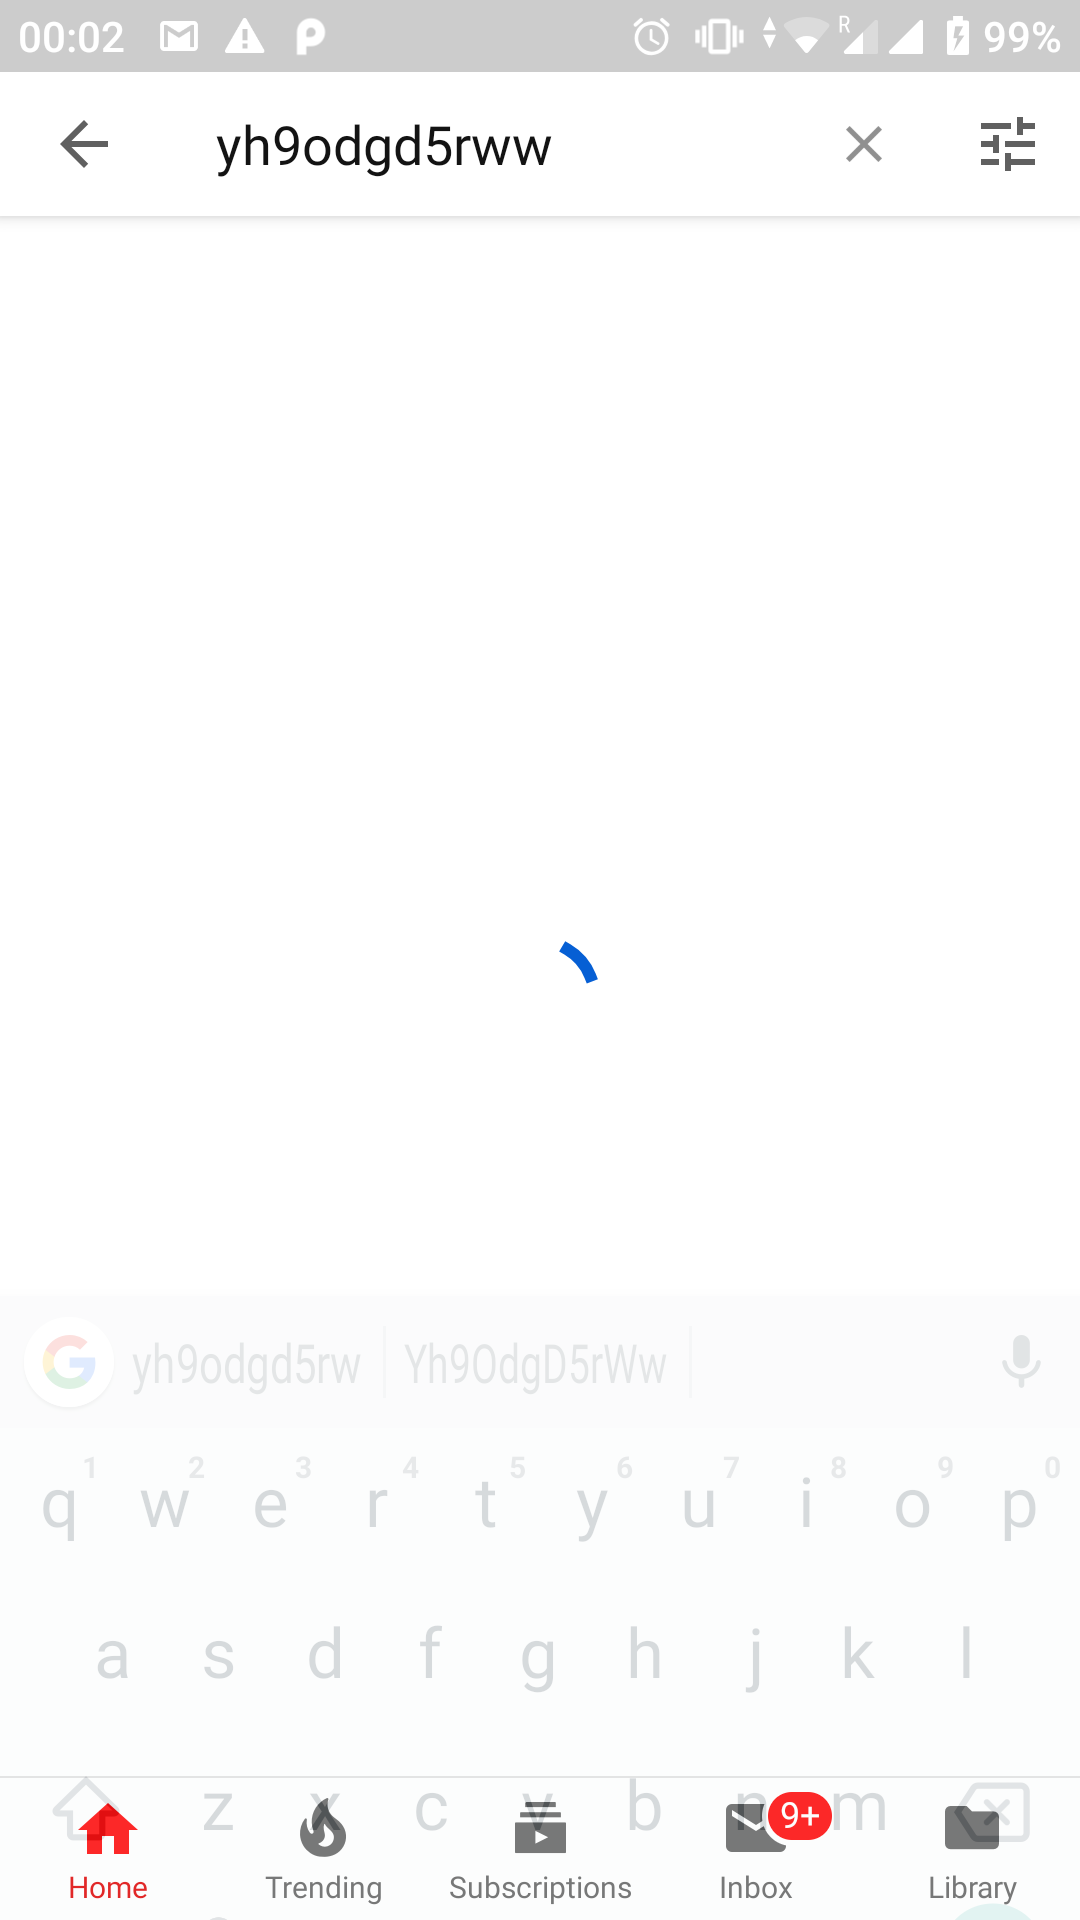 00:02 R 99%
yh9odgd5rww
yh9odgd5rw Yh9OdgD5rWw
1 2 3 4 5 6 7 8 9 0
q w e r t y u i o p
a s d f g h j k l
z x c v b n m
9+
Home Trending Subscriptions Inbox Library